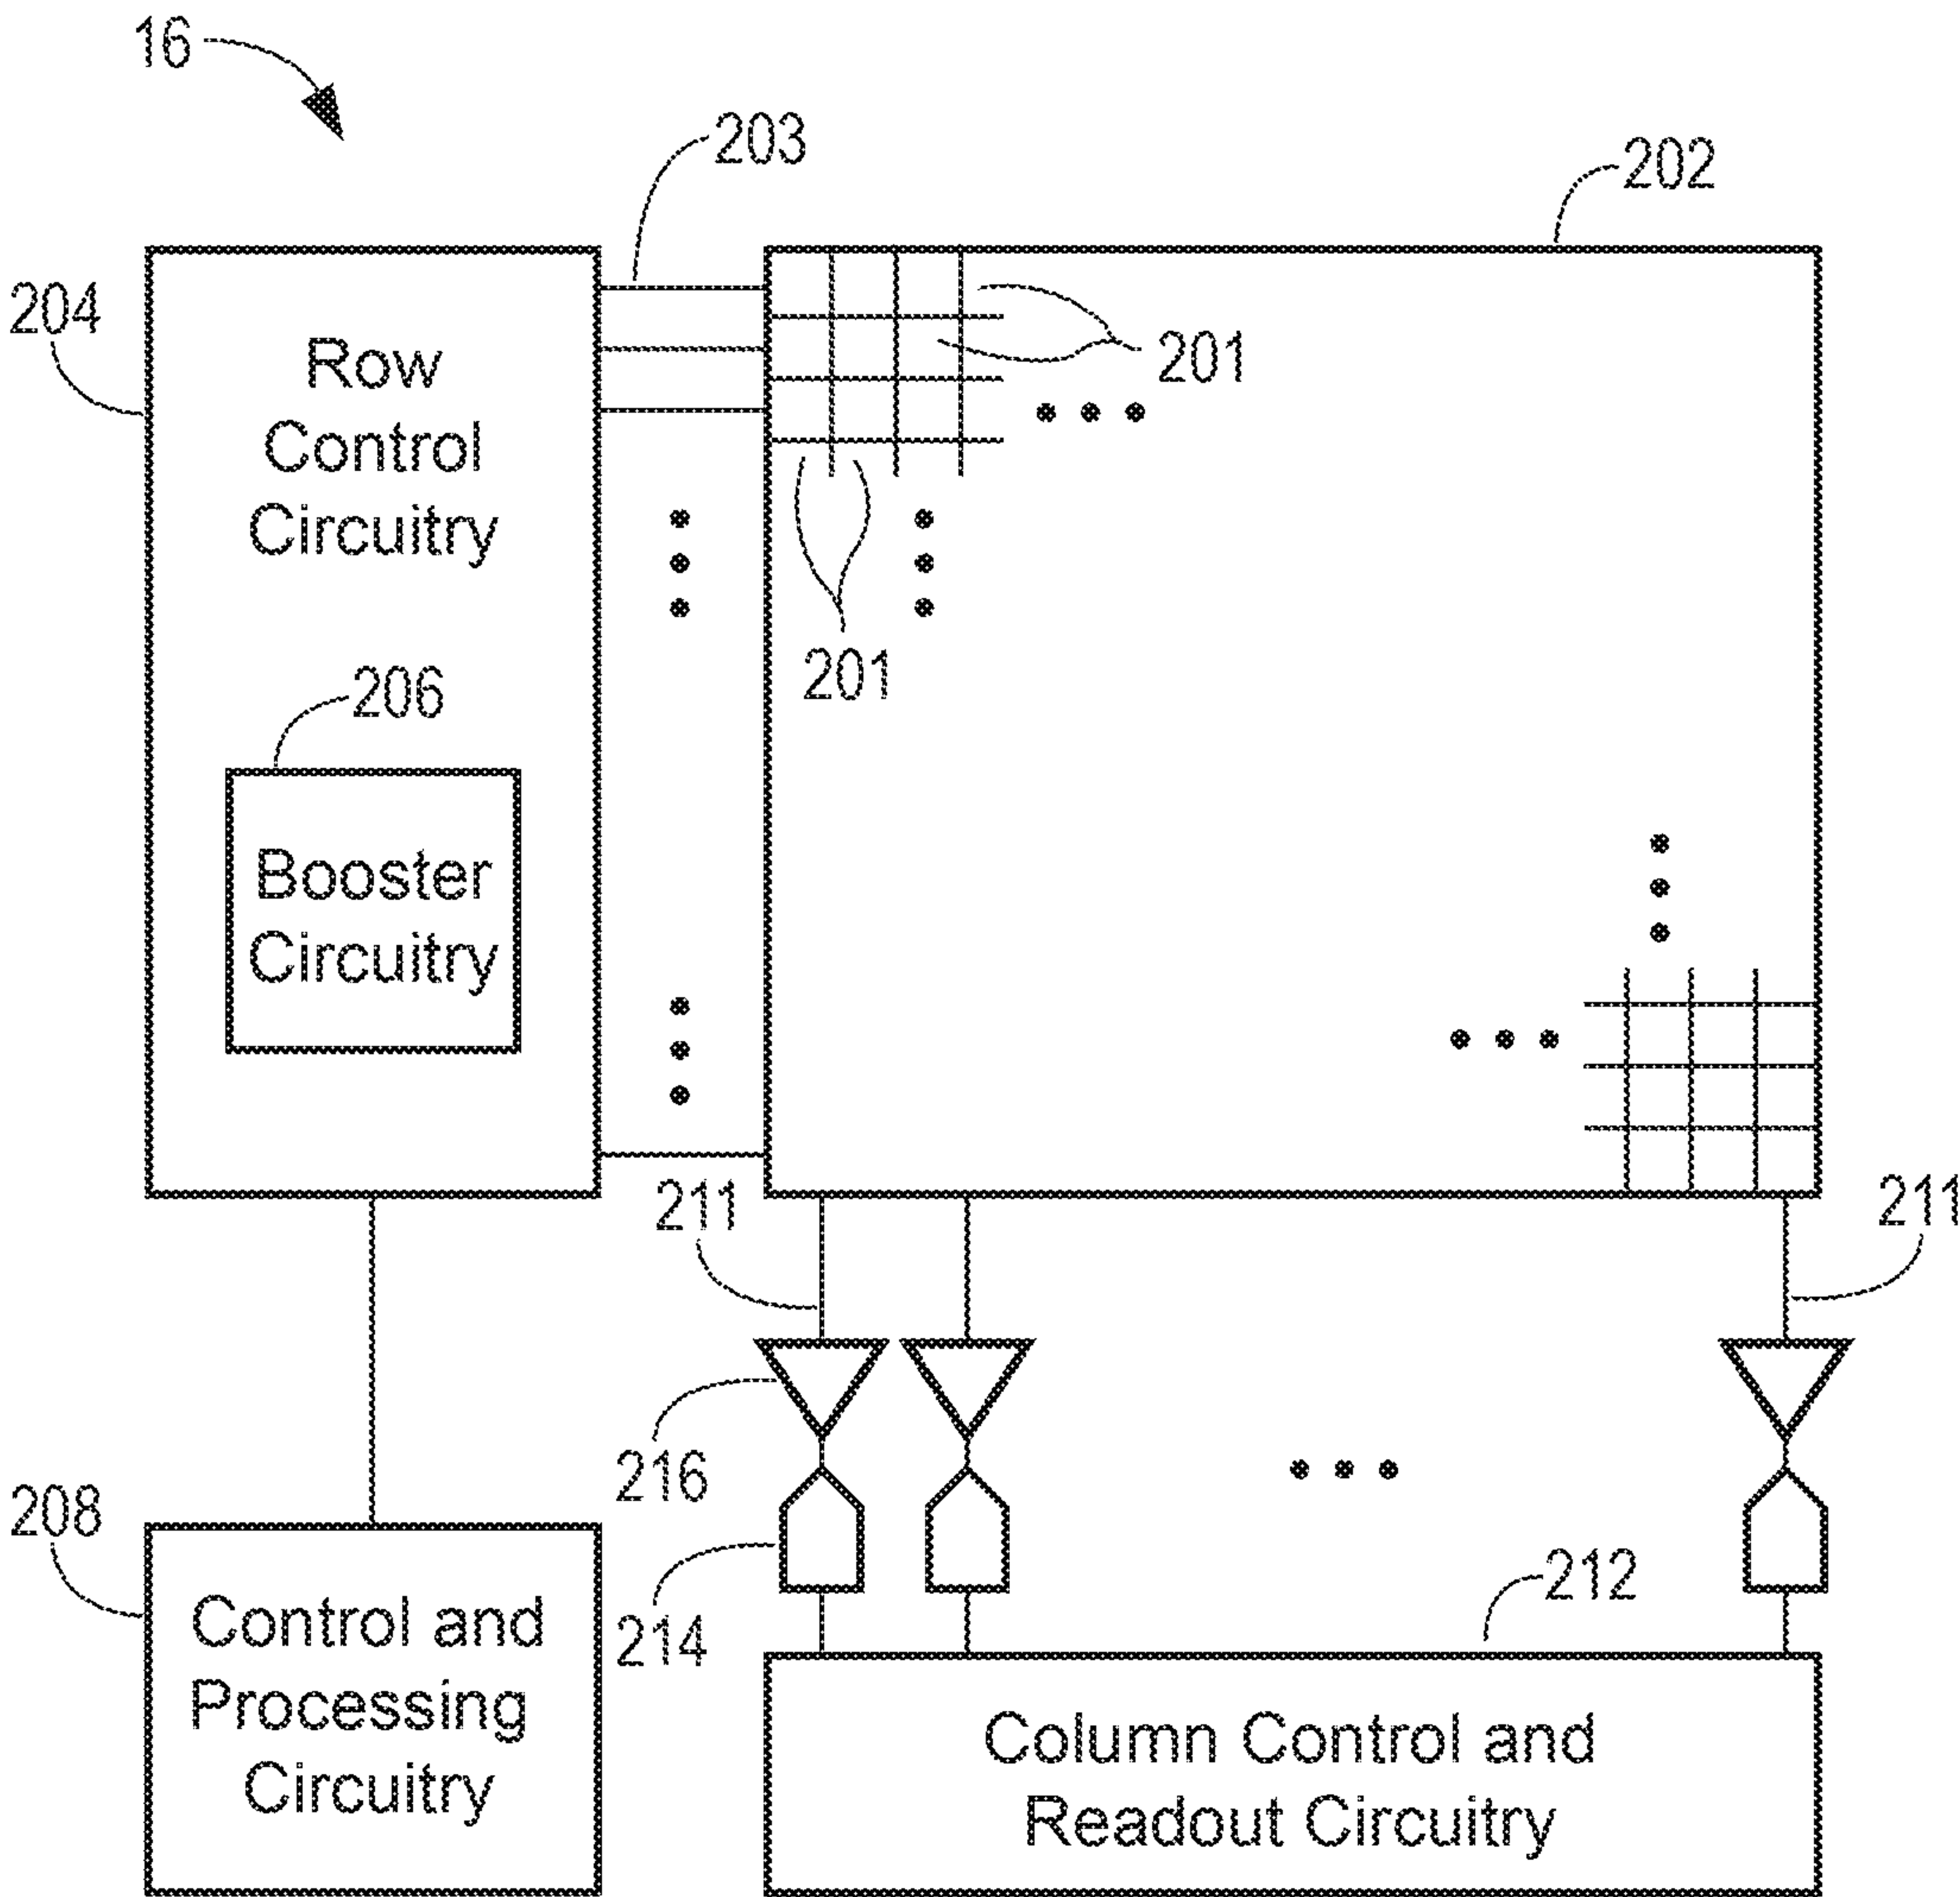 16
203
202
204
Row
Control
Circuitry
201
201
206
Booster
Circuitry
211
211
216
208
214
212
Control and
Processing
Circuitry
Column Control and
Readout Circuitry